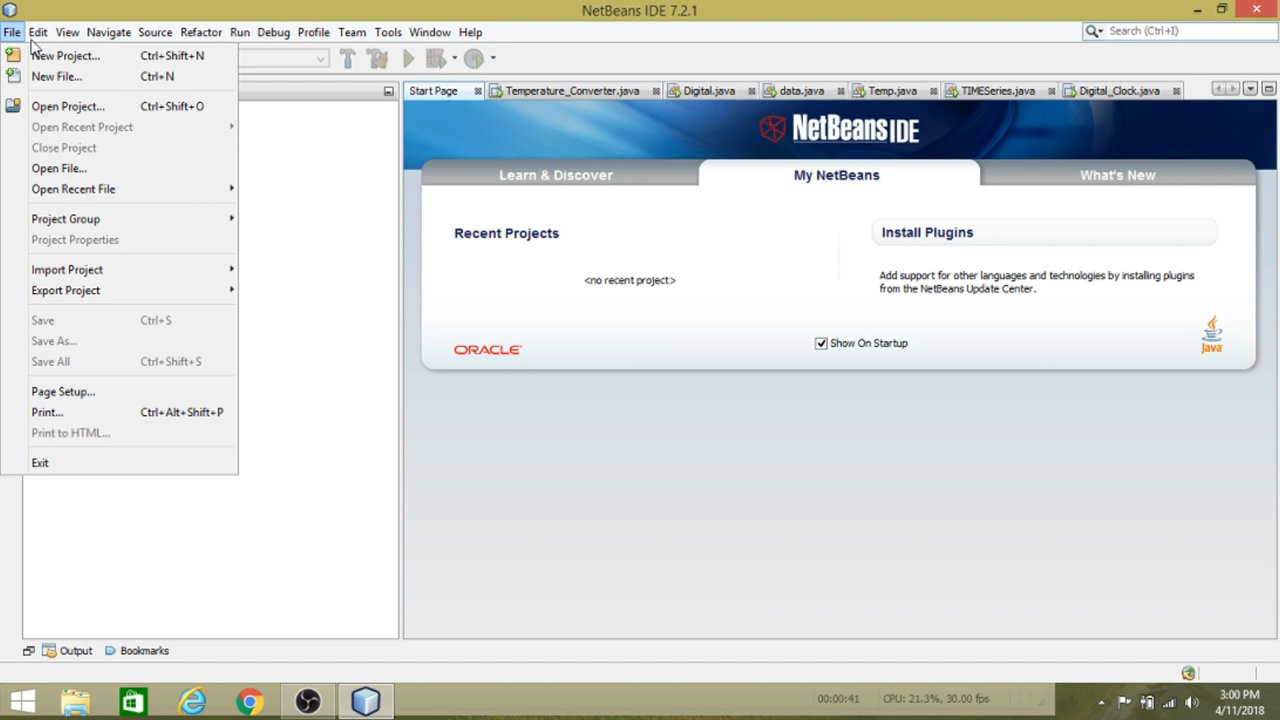 NetBeans IDE 7.2.1
File Edit View Navigate Source Refactor Run Debug Profile Team Tools Window Help
Search (Ctrl+I)
New Project... Ctrl+Shift+N
New File... Ctrl+N
Open Project... Ctrl+Shift+O
Open Recent Project
Close Project
Open File...
Open Recent File
Project Group
Project Properties
Import Project
Export Project
Save Ctrl+S
Save As...
Save All Ctrl+Shift+S
Page Setup...
Print... Ctrl+Alt+Shift+P
Print to HTML...
Exit
Start Page Temperature_Converter.java Digital.java data.java Temp.java TIMESeries.java Digital_Clock.java
NetBeans IDE
Learn & Discover My NetBeans What's New
Recent Projects
<no recent project>
Install Plugins
Add support for other languages and technologies by installing plugins
from the NetBeans Update Center.
ORACLE
Show On Startup
Java
Output Bookmarks
00:00:41 CPU: 21.3%, 30.00 fps
3:00 PM
4/11/2018